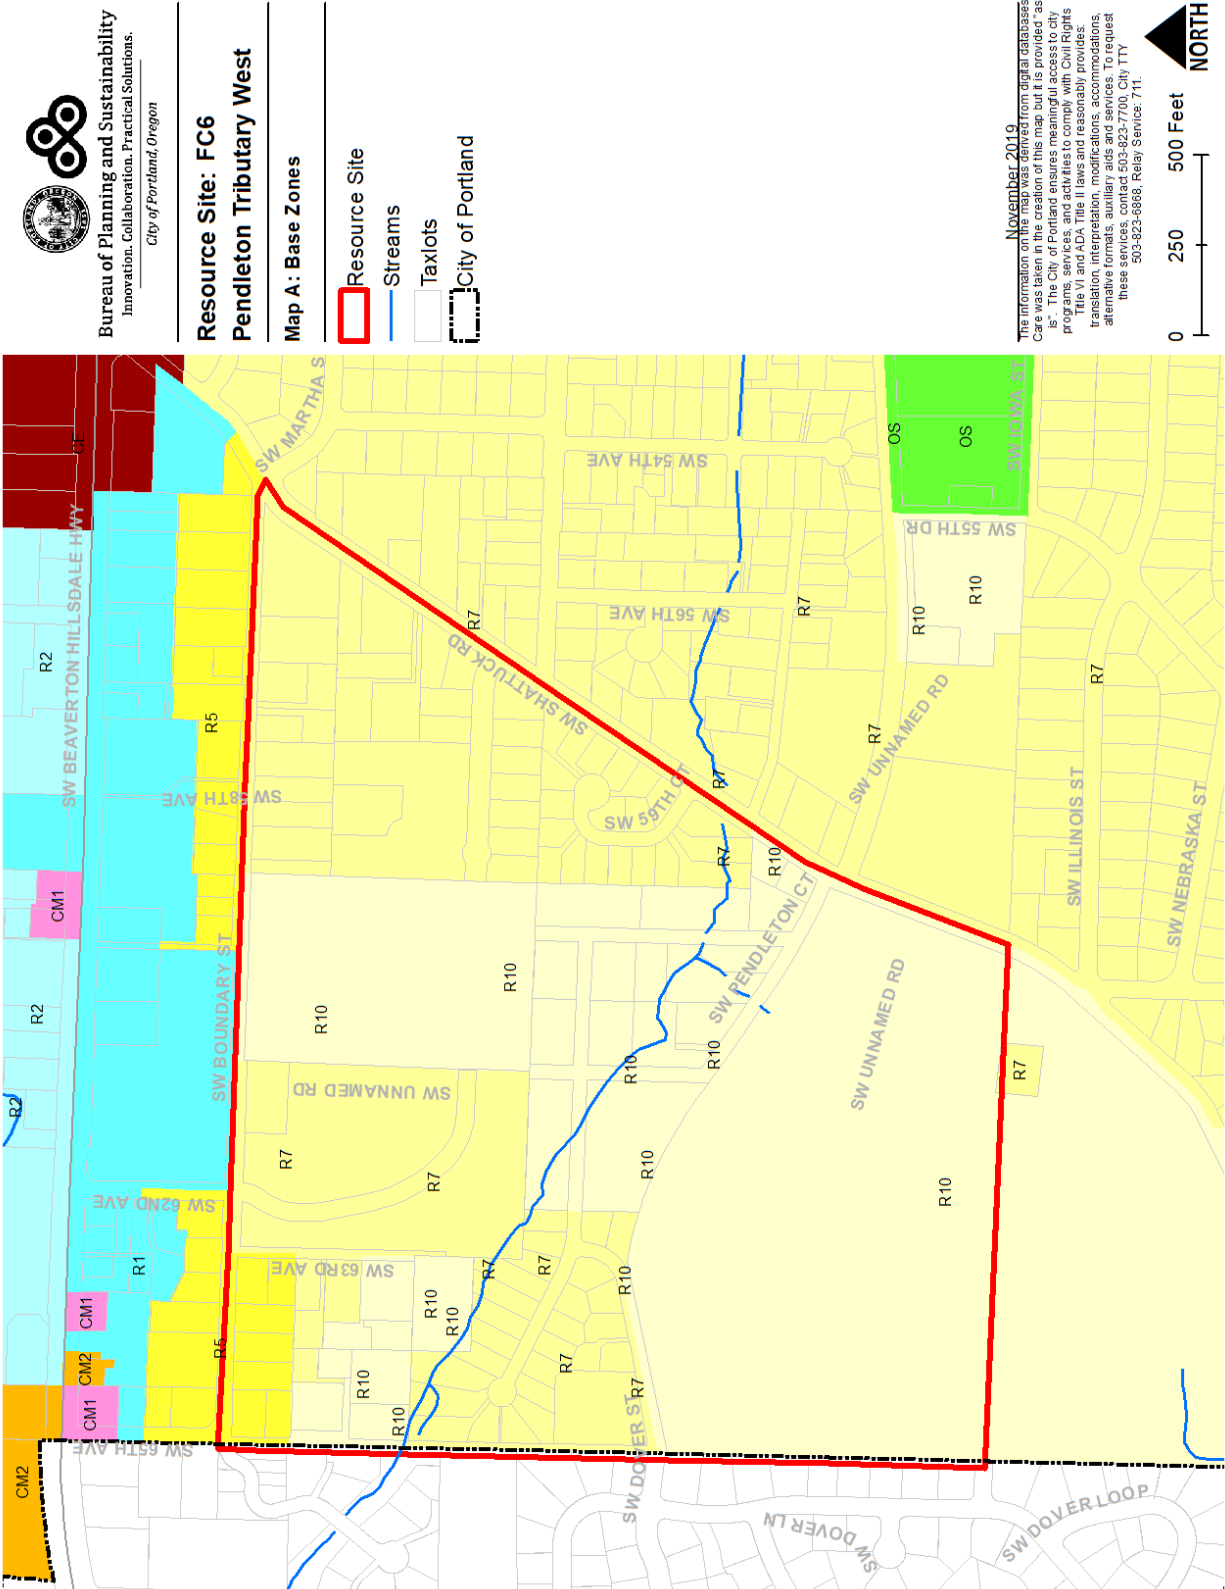 Bureau of Planning and Sustainability
Innovation. Collaboration. Practical Solutions.
City of Portland, Oregon
Resource Site: FC6
Pendleton Tributary West
Map A: Base Zones
Resource Site
Streams
Taxlots
City of Portland
November 2019
The information on the map was derived from digital databases
Care was taken in the creation of this map but it is provided "as
is". The City of Portland ensures meaningful access to city
programs, services, and activities to comply with Civil Rights
Title VI and ADA Title II laws and reasonably provides:
translation, interpretation, modifications, accommodations,
alternative formats, auxiliary aids and services. To request
these services, contact 503-823-7700, City TTY
503-823-6868, Relay Service: 711.
0 250 500 Feet
NORTH
CM2
SW 65TH AVE
CM1
CM2
CM1
R1
SW 62ND AVE
R2
R2
CM1
R2
SW BEAVERTON HILLSDALE HWY
R5
SW 58TH AVE
SW BOUNDARY ST
R5
SW MARTHA S
SW 63RD AVE
R7
SW UNNAMED RD
R7
R10
R10
R10
R10
R10
R10
R7
R7
R7
R10
R7
SW DOVER ST
SW DOVER LN
SW DOVER LOOP
R10
R10
R10
SW PENDLETON CT
R10
R7
R7
SW 59TH CT
SW SHATTUCK RD
R7
SW 54TH AVE
SW 56TH AVE
R7
SW UNNAMED RD
R10
R7
SW UNNAMED RD
R7
R10
R10
SW 55TH DR
OS
OS
SW IOWA ST
R7
SW ILLINOIS ST
SW NEBRASKA ST